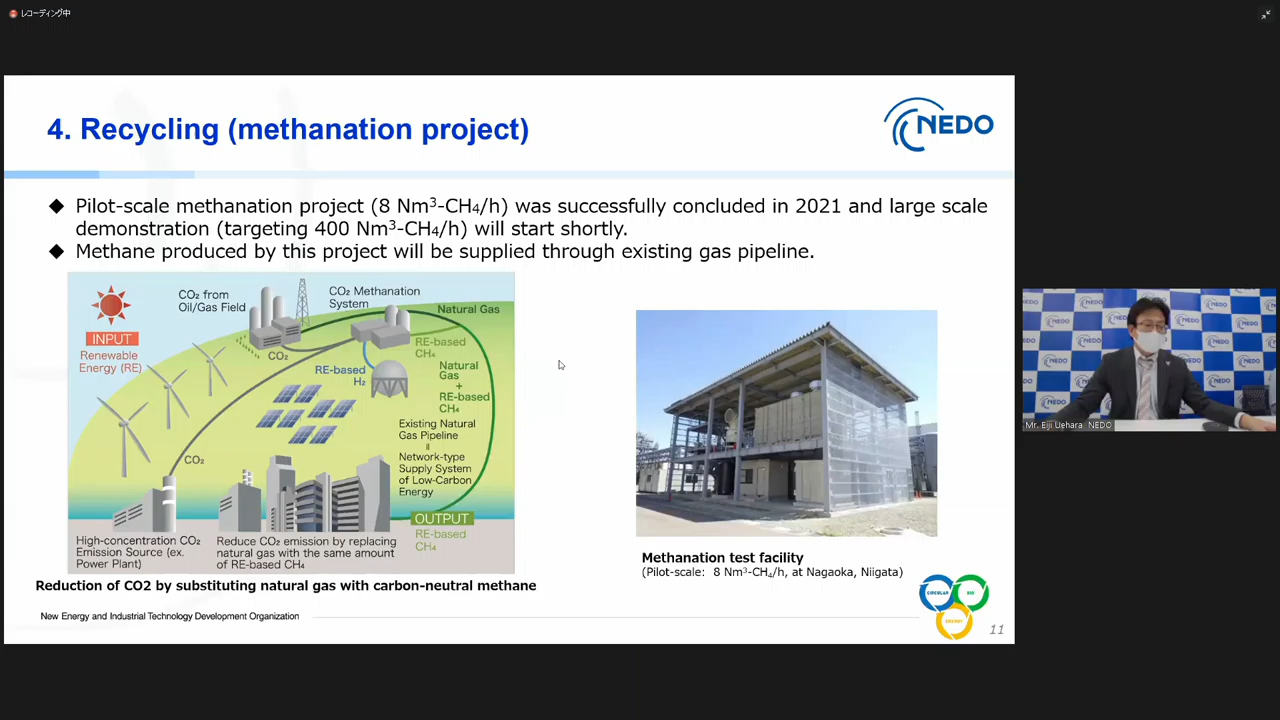 レコーディング中
4. Recycling (methanation project)
NEDO
◆ Pilot-scale methanation project (8 Nm³-CH₄/h) was successfully concluded in 2021 and large scale
demonstration (targeting 400 Nm³-CH₄/h) will start shortly.
◆ Methane produced by this project will be supplied through existing gas pipeline.
CO₂ from
Oil/Gas Field
CO₂ Methanation
System
Natural Gas
INPUT
Renewable
Energy (RE)
CO₂
RE-based
CH₄
RE-based
H₂
Natural
Gas
+
RE-based
CH₄
Existing Natural
Gas Pipeline
=
Network-type
Supply System
of Low-Carbon
Energy
CO₂
OUTPUT
RE-based
CH₄
High-concentration CO₂
Emission Source (ex.
Power Plant)
Reduce CO₂ emission by replacing
natural gas with the same amount
of RE-based CH₄
Reduction of CO2 by substituting natural gas with carbon-neutral methane
Methanation test facility
(Pilot-scale: 8 Nm³-CH₄/h, at Nagaoka, Niigata)
CIRCULAR
BIO
ENERGY
New Energy and Industrial Technology Development Organization
11
NEDO
Mr. Eiji Uehara NEDO